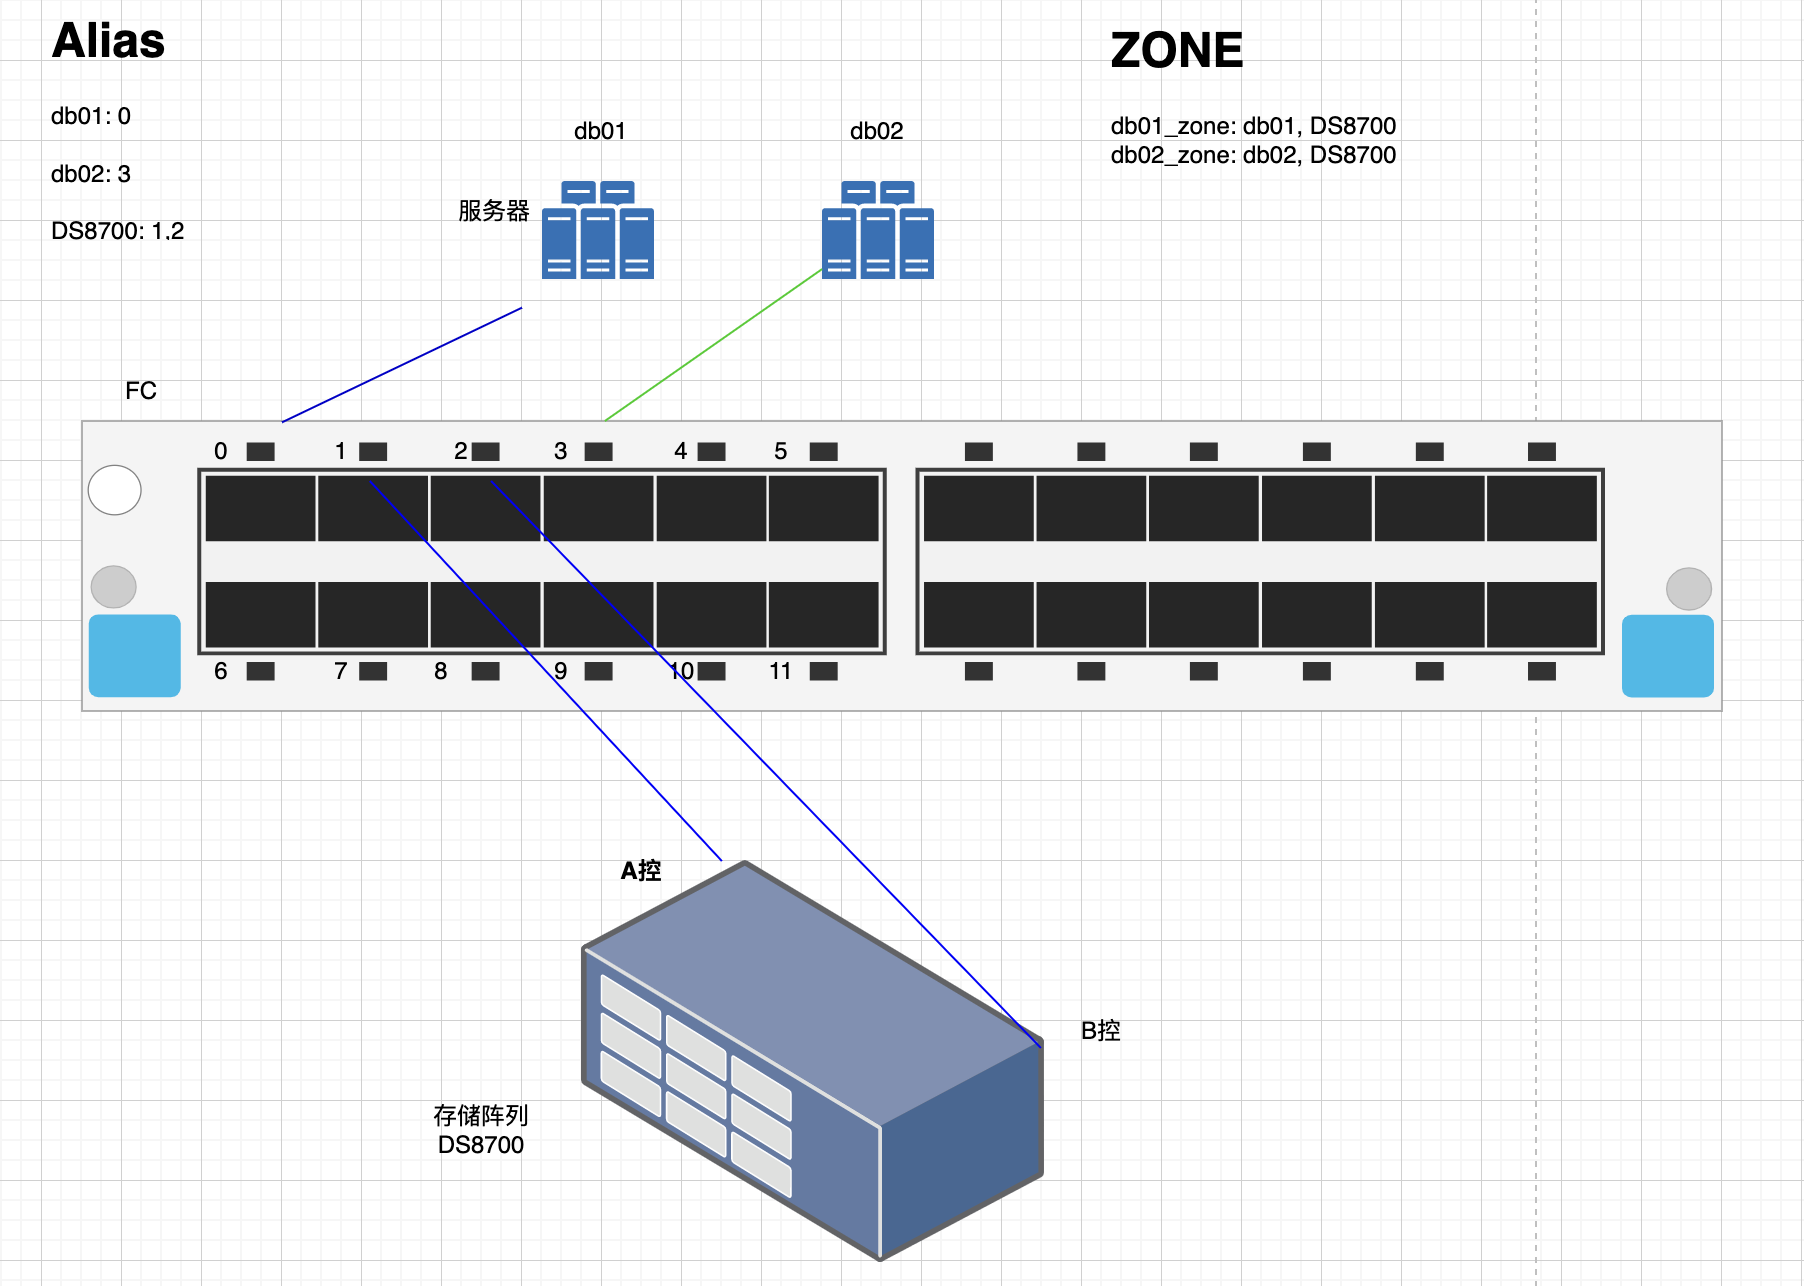 Alias
ZONE
db01: 0
db02: 3
DS8700: 1,2
db01_zone: db01, DS8700
db02_zone: db02, DS8700
db01
db02
服务器
FC
0 1 2 3 4 5
6 7 8 9 10 11
A控
B控
存储阵列
DS8700